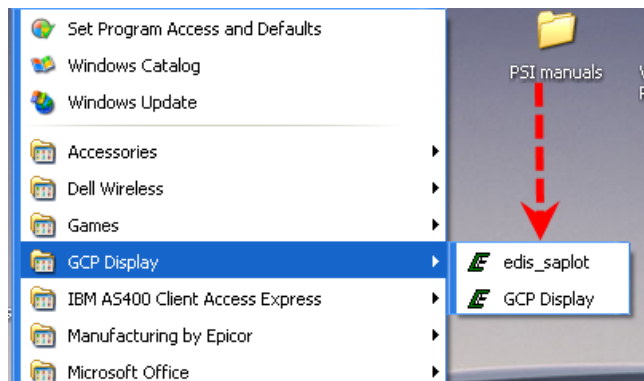 Set Program Access and Defaults
Windows Catalog
Windows Update
Accessories
Dell Wireless
Games
GCP Display
IBM AS400 Client Access Express
Manufacturing by Epicor
Microsoft Office
PSI manuals
edis_saplot
GCP Display